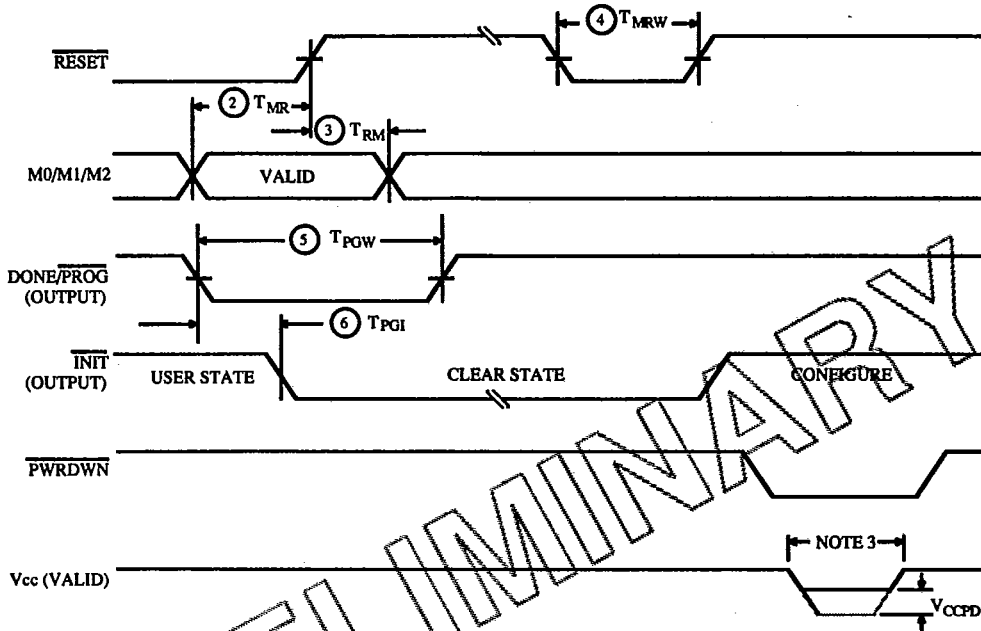 ④ TMRW
RESET
② TMR
③ TRM
M0/M1/M2
VALID
⑤ TPGW
DONE/PROG
(OUTPUT)
⑥ TPGI
INIT
(OUTPUT)
USER STATE
CLEAR STATE
CONFIGURE
PWRDWN
NOTE 3
Vcc (VALID)
VCCPD
ELIMINARY